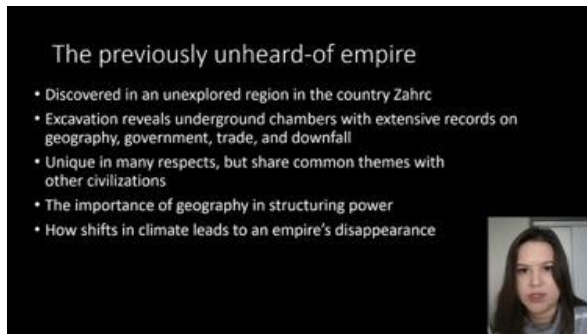 The previously unheard-of empire
• Discovered in an unexplored region in the country Zahrc
• Excavation reveals underground chambers with extensive records on
geography, government, trade, and downfall
• Unique in many respects, but share common themes with
other civilizations
• The importance of geography in structuring power
• How shifts in climate leads to an empire's disappearance